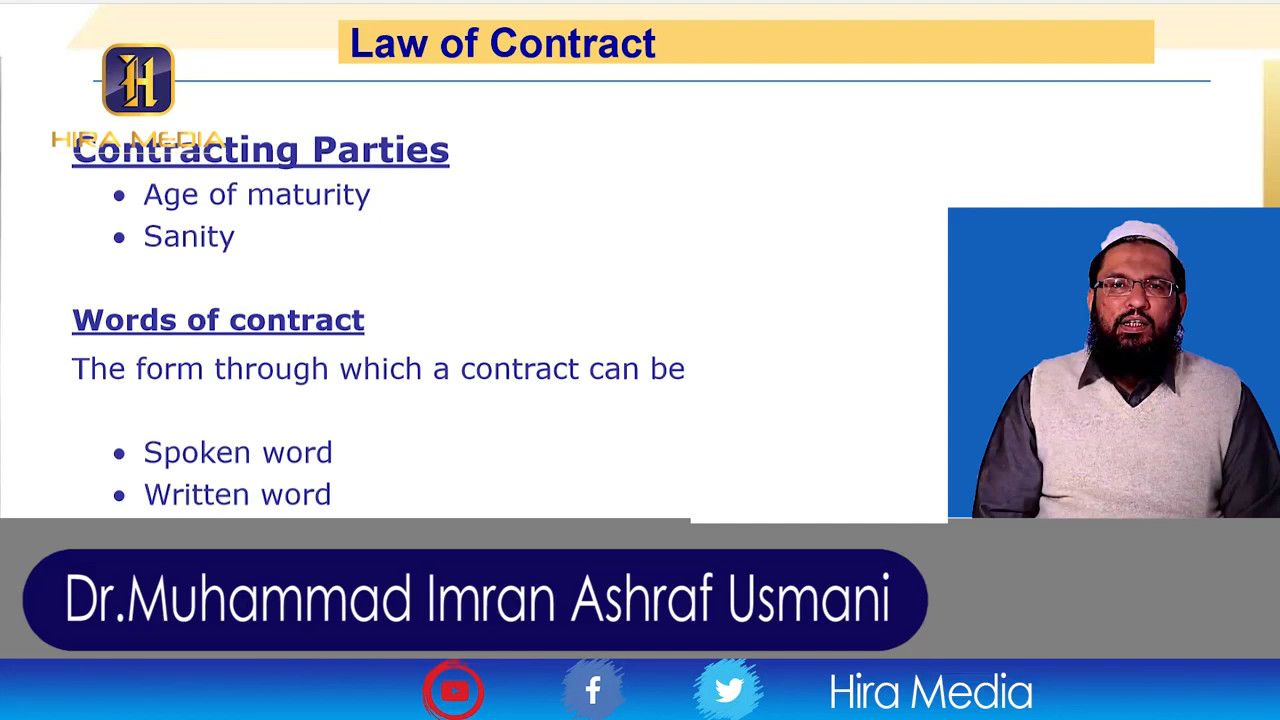 Law of Contract
HIRA MEDIA
Contracting Parties
• Age of maturity
• Sanity
Words of contract
The form through which a contract can be
• Spoken word
• Written word
Dr.Muhammad Imran Ashraf Usmani
Hira Media